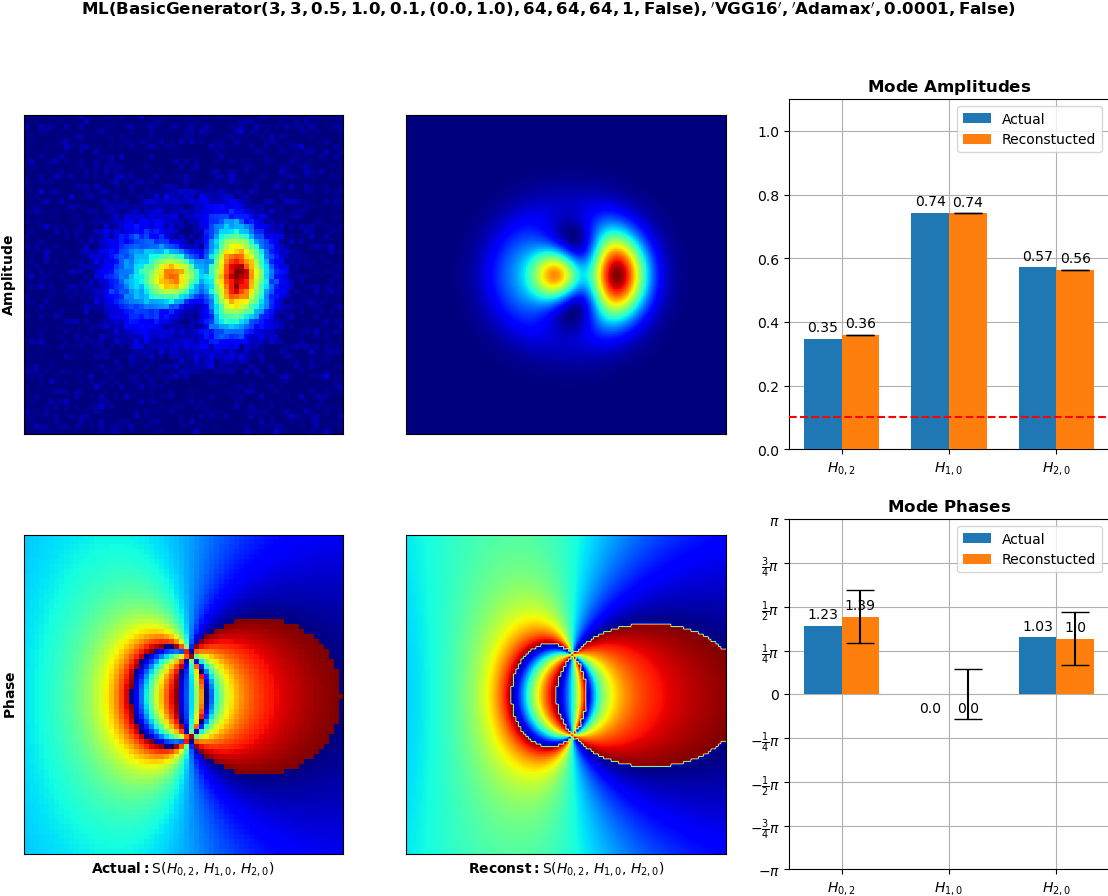 ML(BasicGenerator(3, 3, 0.5, 1.0, 0.1, (0.0, 1.0), 64, 64, 64, 1, False), ′VGG16′, ′Adamax′, 0.0001, False)
Amplitude
Mode Amplitudes
Actual
Reconstucted
1.0
0.8
0.6
0.4
0.2
0.0
0.35 0.36
0.74 0.74
0.57 0.56
H0,2 H1,0 H2,0
Phase
Actual: S(H0,2, H1,0, H2,0)
Reconst: S(H0,2, H1,0, H2,0)
Mode Phases
Actual
Reconstucted
π
3/4π
1/2π
1/4π
0
−1/4π
−1/2π
−3/4π
−π
1.23 1.39
0.0 0.0
1.03 1.0
H0,2 H1,0 H2,0